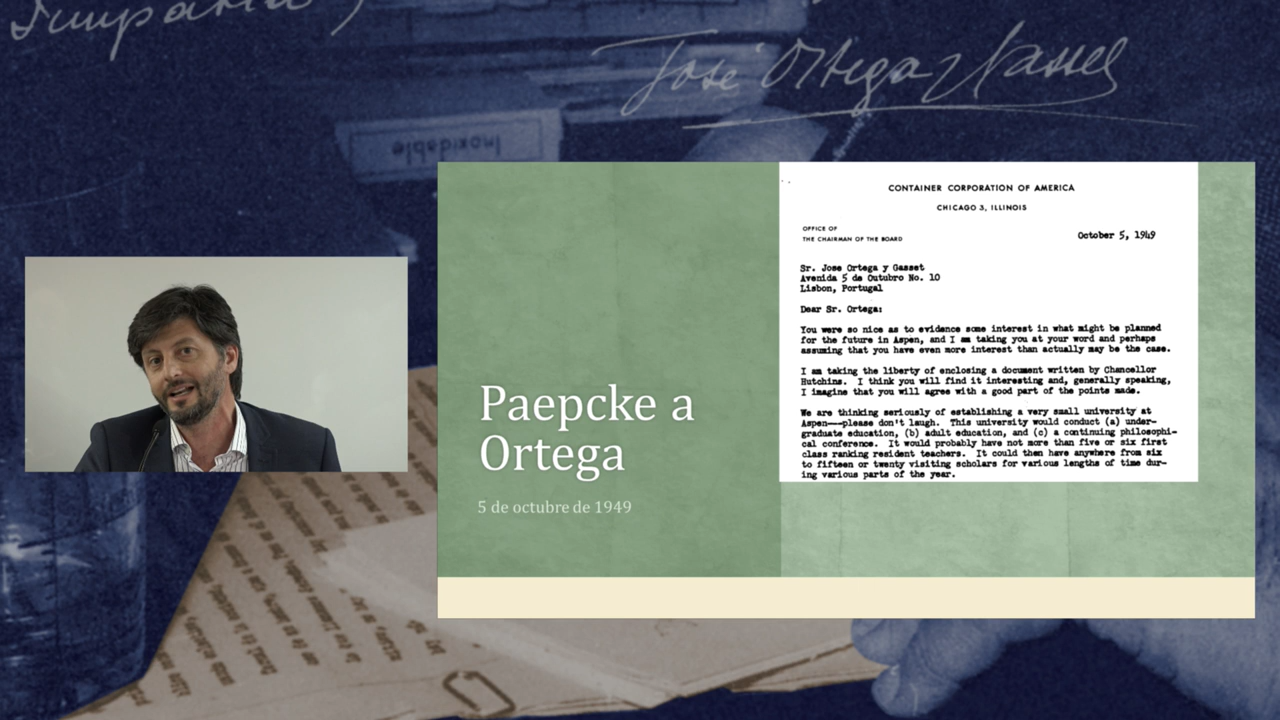 José Ortega y Gasset
Inoxidable
CONTAINER CORPORATION OF AMERICA
CHICAGO 3, ILLINOIS
OFFICE OF
THE CHAIRMAN OF THE BOARD
October 5, 1949
Sr. Jose Ortega y Gasset
Avenida 5 de Outubro No. 10
Lisbon, Portugal
Dear Sr. Ortega:
You were so nice as to evidence some interest in what might be planned
for the future in Aspen, and I am taking you at your word and perhaps
assuming that you have even more interest than actually may be the case.
I am taking the liberty of enclosing a document written by Chancellor
Hutchins. I think you will find it interesting and, generally speaking,
I imagine that you will agree with a good part of the points made.
We are thinking seriously of establishing a very small university at
Aspen---please don't laugh. This university would conduct (a) under-
graduate education, (b) adult education, and (c) a continuing philosophi-
cal conference. It would probably have not more than five or six first
class ranking resident teachers. It could then have anywhere from six
to fifteen or twenty visiting scholars for various lengths of time dur-
ing various parts of the year.
Paepcke a
Ortega
5 de octubre de 1949